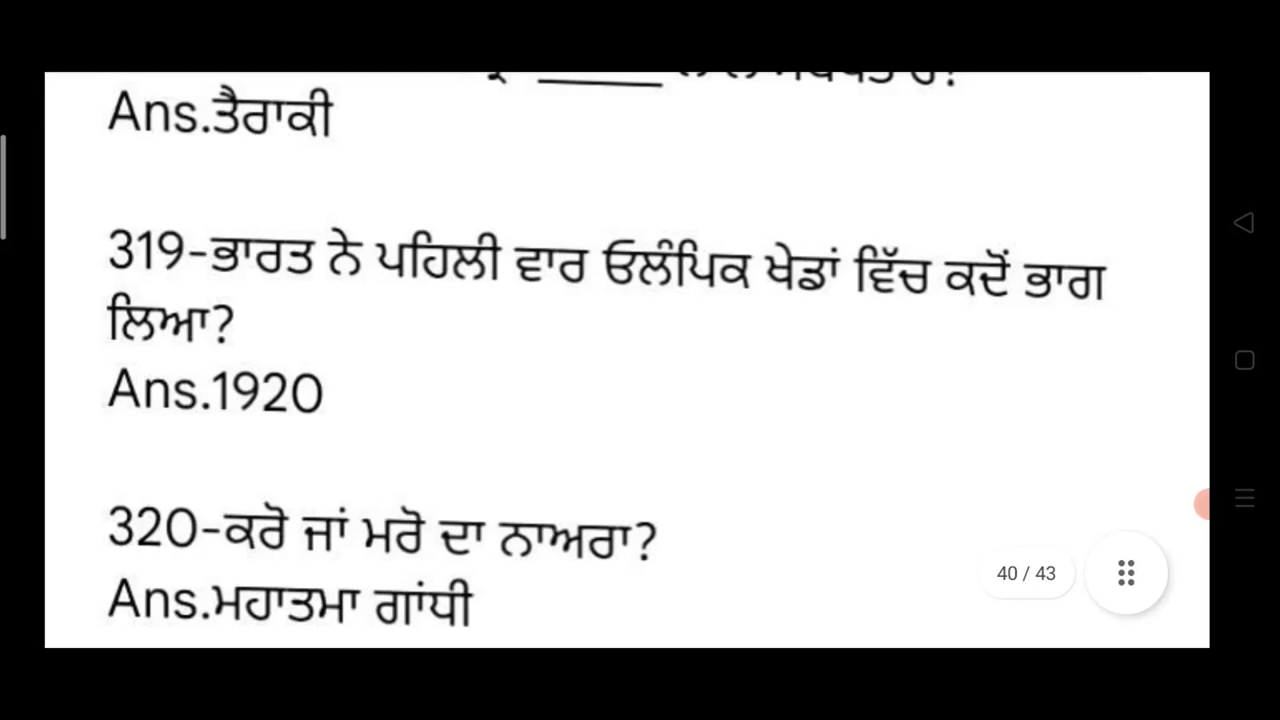 Ans.ਤੈਰਾਕੀ
319-ਭਾਰਤ ਨੇ ਪਹਿਲੀ ਵਾਰ ਓਲੰਪਿਕ ਖੇਡਾਂ ਵਿੱਚ ਕਦੋਂ ਭਾਗ
ਲਿਆ?
Ans.1920
320-ਕਰੋ ਜਾਂ ਮਰੋ ਦਾ ਨਾਅਰਾ?
Ans.ਮਹਾਤਮਾ ਗਾਂਧੀ
40 / 43